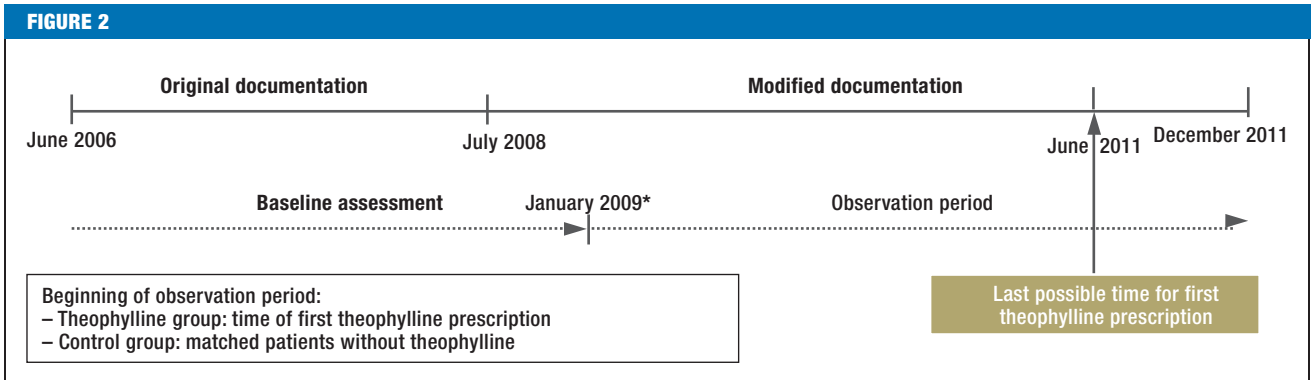 FIGURE 2
Original documentation
Modified documentation
June 2006
July 2008
June 2011
December 2011
Baseline assessment
January 2009*
Observation period
Beginning of observation period:
– Theophylline group: time of first theophylline prescription
– Control group: matched patients without theophylline
Last possible time for first
theophylline prescription